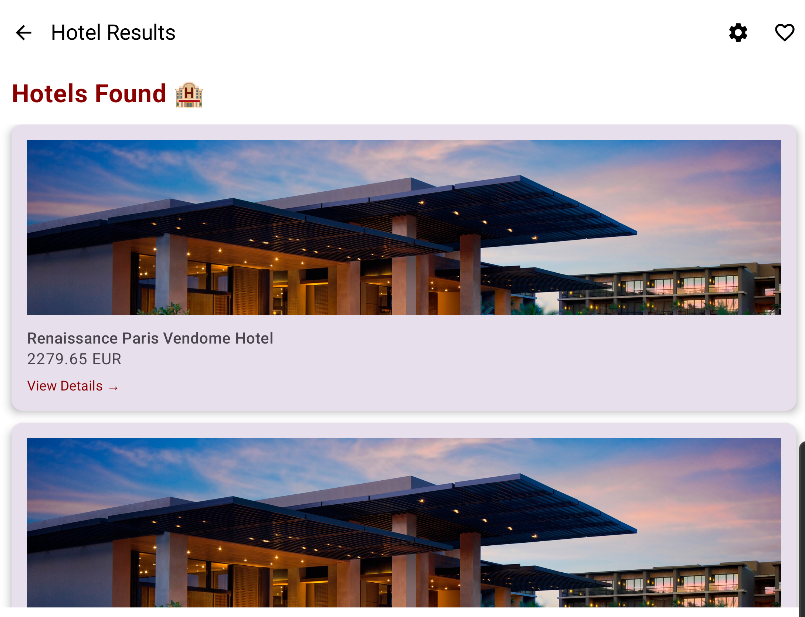 Hotel Results
Hotels Found 🏨
Renaissance Paris Vendome Hotel
2279.65 EUR
View Details →